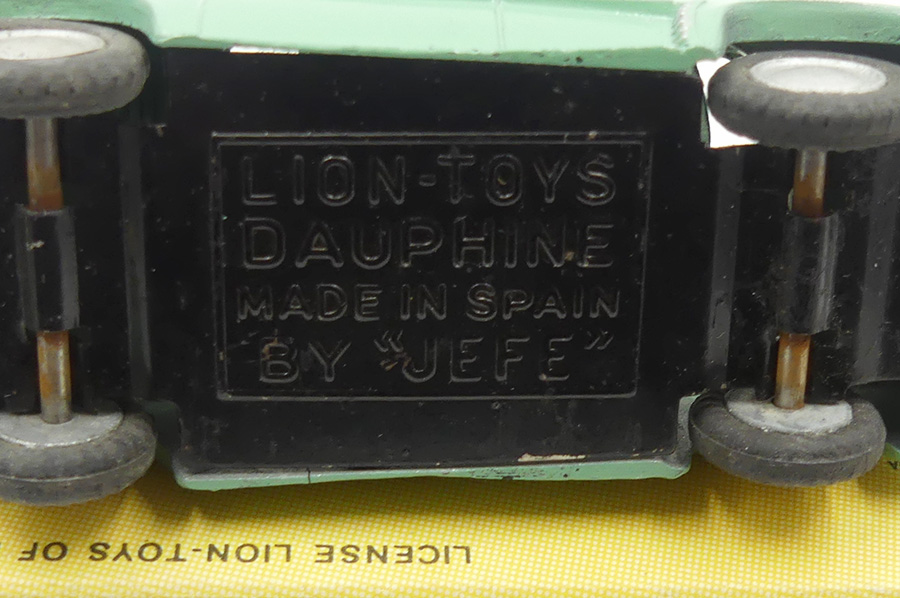 LION-TOYS
DAUPHINE
MADE IN SPAIN
BY "JEFE"
LICENSE LION-TOYS OF